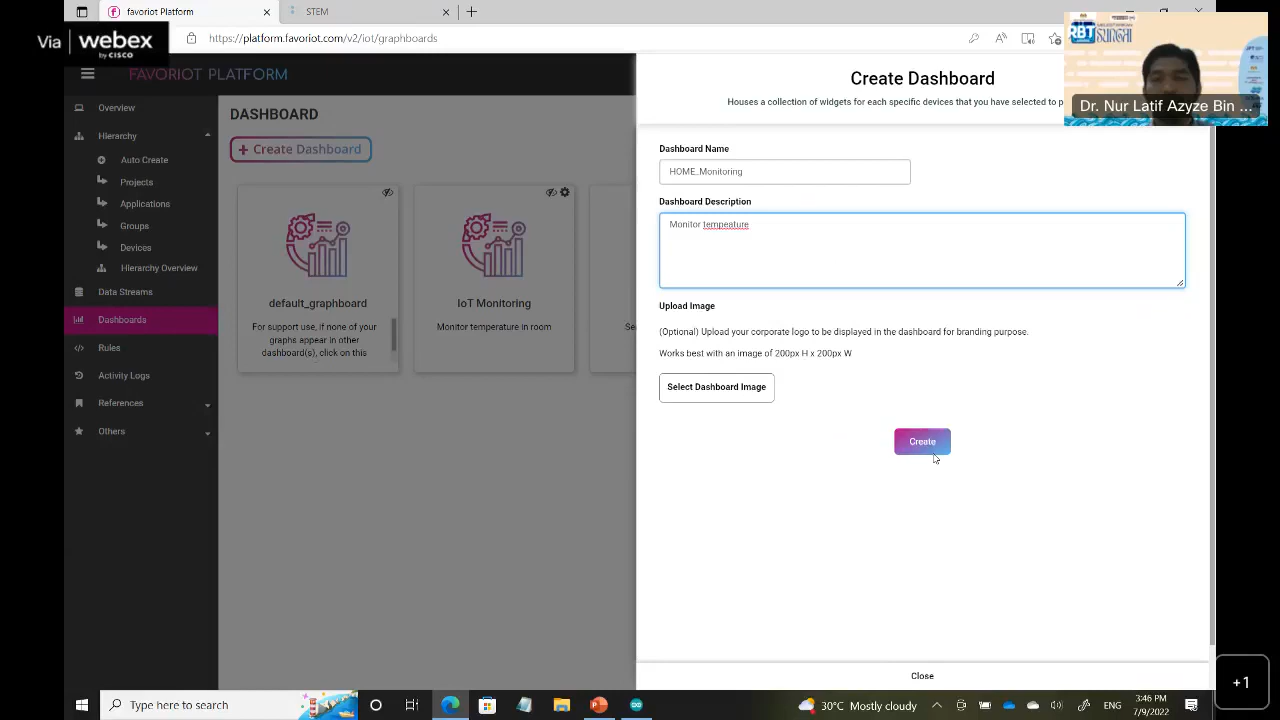 favoriot Platform
STEM
Via webex
by CISCO
https://platform.favoriot.com/v2/
FAVORIOT PLATFORM
Overview
Hierarchy
Auto Create
Projects
Applications
Groups
Devices
Hierarchy Overview
Data Streams
Dashboards
Rules
Activity Logs
References
Others
DASHBOARD
+ Create Dashboard
default_graphboard
For support use, if none of your
graphs appear in other
dashboard(s), click on this
IoT Monitoring
Monitor temperature in room
Create Dashboard
Houses a collection of widgets for each specific devices that you have selected to
Dashboard Name
HOME_Monitoring
Dashboard Description
Monitor tempeature
Upload Image
(Optional) Upload your corporate logo to be displayed in the dashboard for branding purpose.
Works best with an image of 200px H x 200px W
Select Dashboard Image
Create
Close
RBT
SUNGAI
Dr. Nur Latif Azyze Bin ...
+1
Type here to search
30°C Mostly cloudy
ENG
3:46 PM
7/9/2022